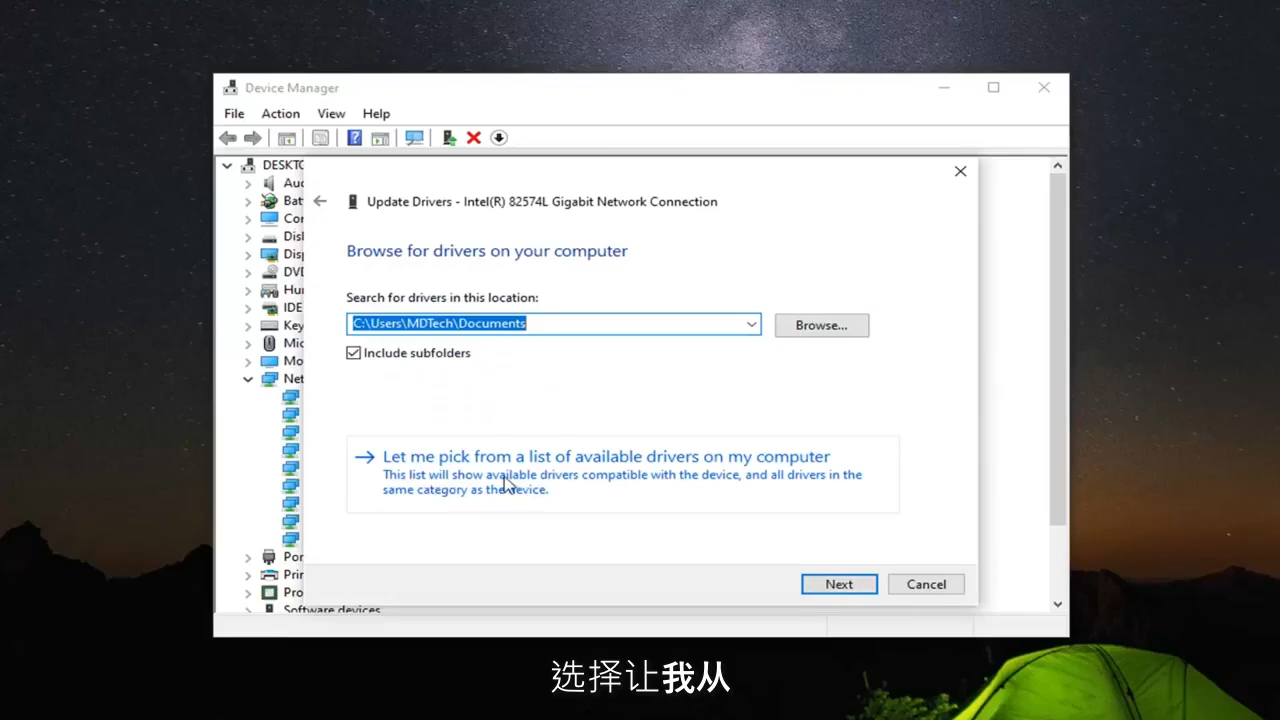 Device Manager
File Action View Help
DESKTC
Auc
Bat
Cor
Disl
Disp
DVD
Hur
IDE
Key
Mic
Mo
Net
Por
Prir
Pro
Software devices
Update Drivers - Intel(R) 82574L Gigabit Network Connection
Browse for drivers on your computer
Search for drivers in this location:
C:\Users\MDTech\Documents
Browse...
Include subfolders
Let me pick from a list of available drivers on my computer
This list will show available drivers compatible with the device, and all drivers in the
same category as the device.
Next Cancel
选择让我从